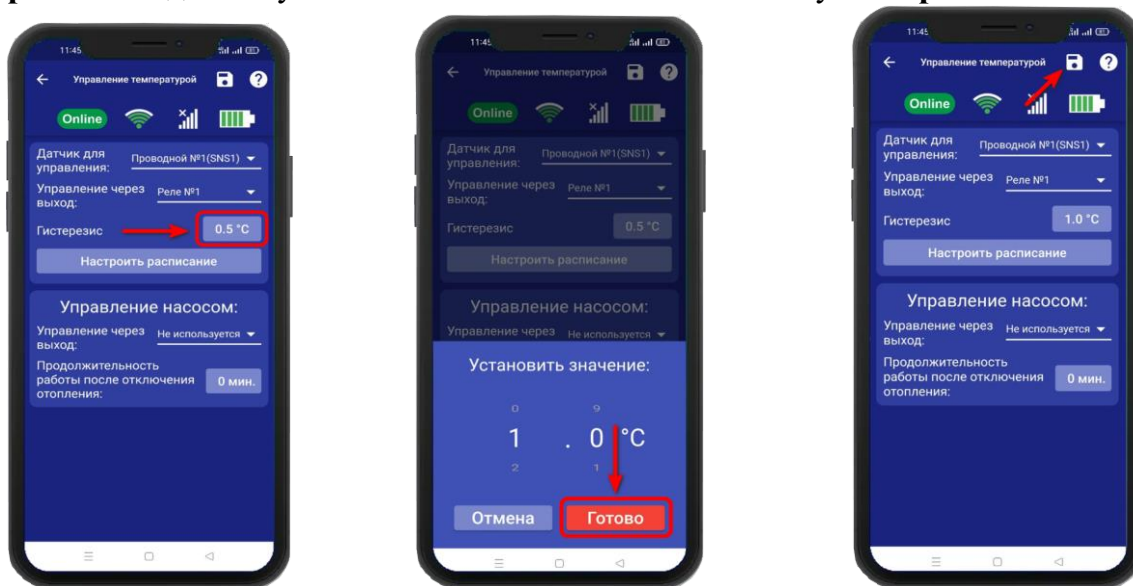 11:45
Управление температурой
Online
Датчик для управления:
Проводной №1(SNS1)
Управление через выход:
Реле №1
Гистерезис
0.5 °C
Настроить расписание
Управление насосом:
Управление через выход:
Не используется
Продолжительность работы после отключения отопления:
0 мин.
11:45
Управление температурой
Online
Датчик для управления:
Проводной №1(SNS1)
Управление через выход:
Реле №1
Гистерезис
0.5 °C
Настроить расписание
Управление насосом:
Управление через
Не используется
Установить значение:
0 9
1 . 0 °C
2 1
Отмена
Готово
11:45
Управление температурой
Online
Датчик для управления:
Проводной №1(SNS1)
Управление через выход:
Реле №1
Гистерезис
1.0 °C
Настроить расписание
Управление насосом:
Управление через выход:
Не используется
Продолжительность работы после отключения отопления:
0 мин.